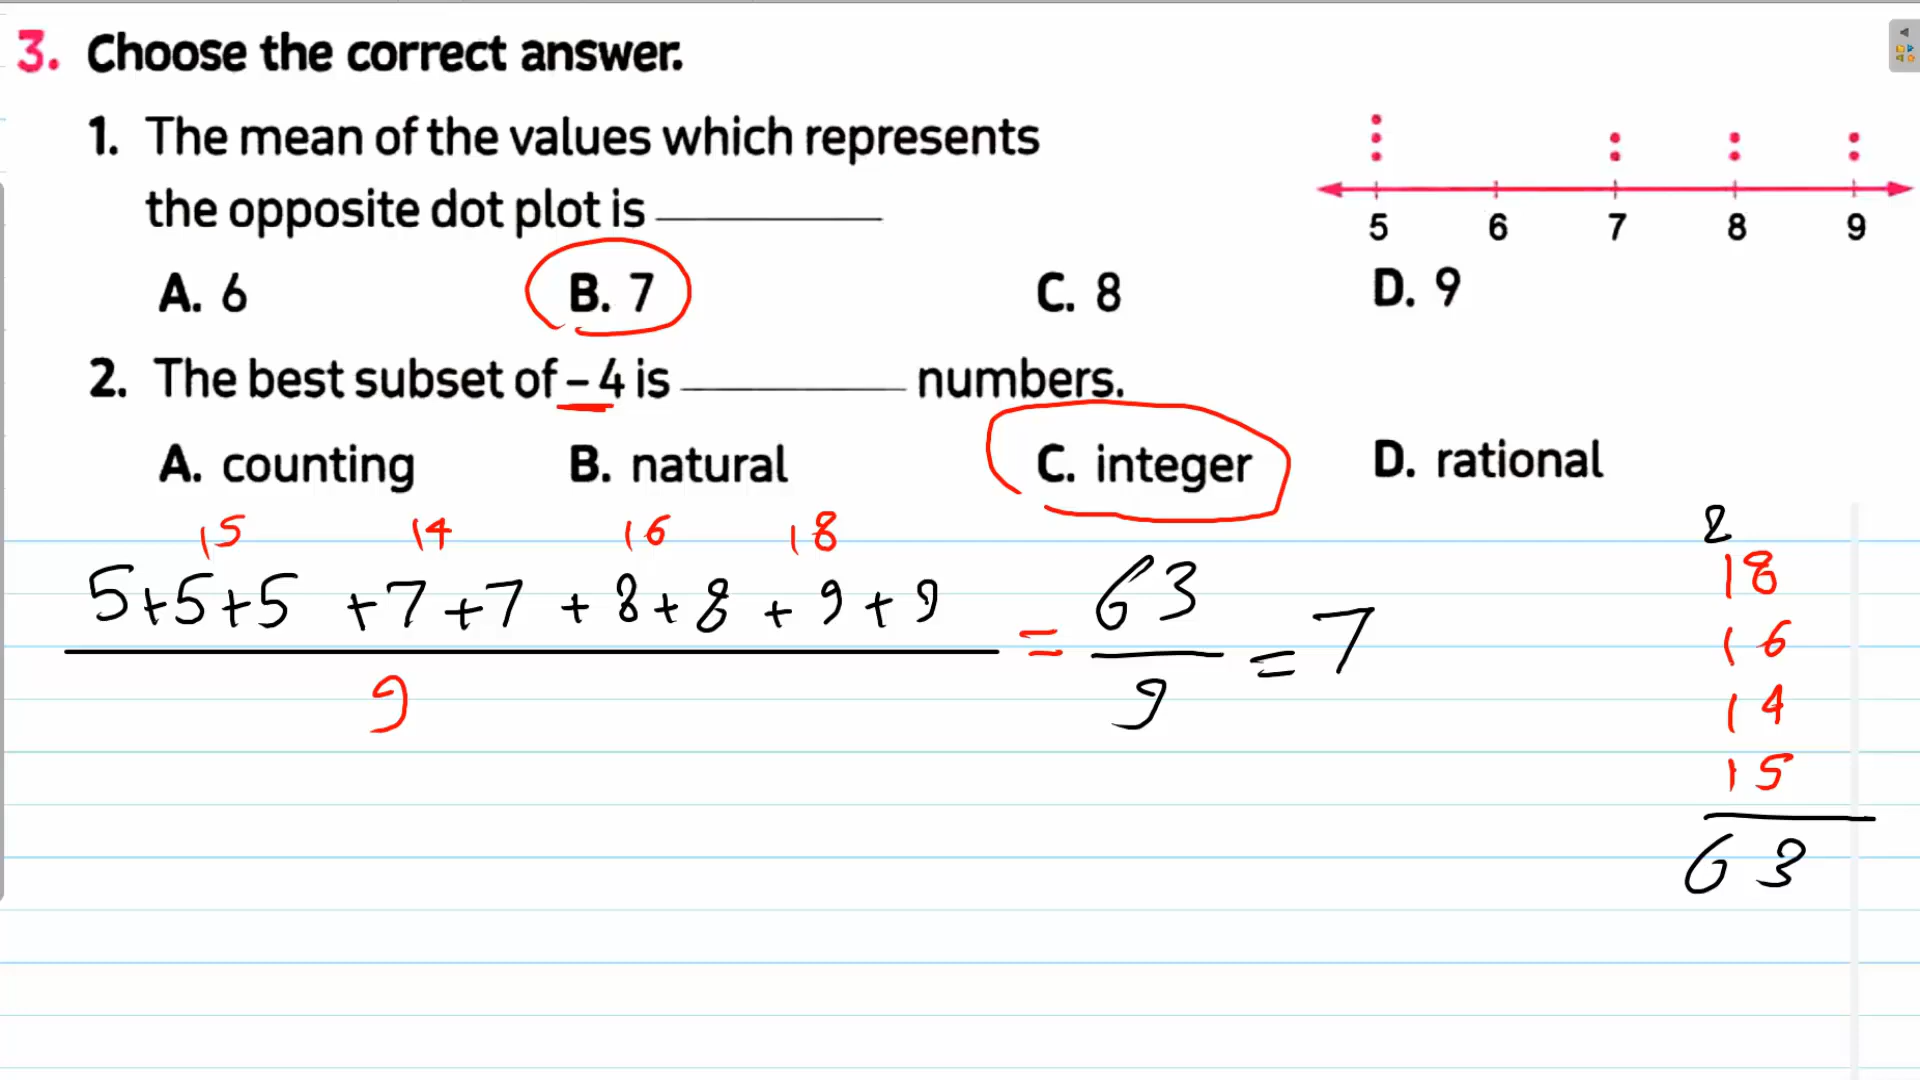 3. Choose the correct answer.
1. The mean of the values which represents
the opposite dot plot is ___________
5 6 7 8 9
A. 6 B. 7 C. 8 D. 9
2. The best subset of – 4 is ___________ numbers.
A. counting B. natural C. integer D. rational
15 14 16 18
5+5+5 +7+7 +8+8 +9+9
9
= 63
9
= 7
2
18
16
14
15
63